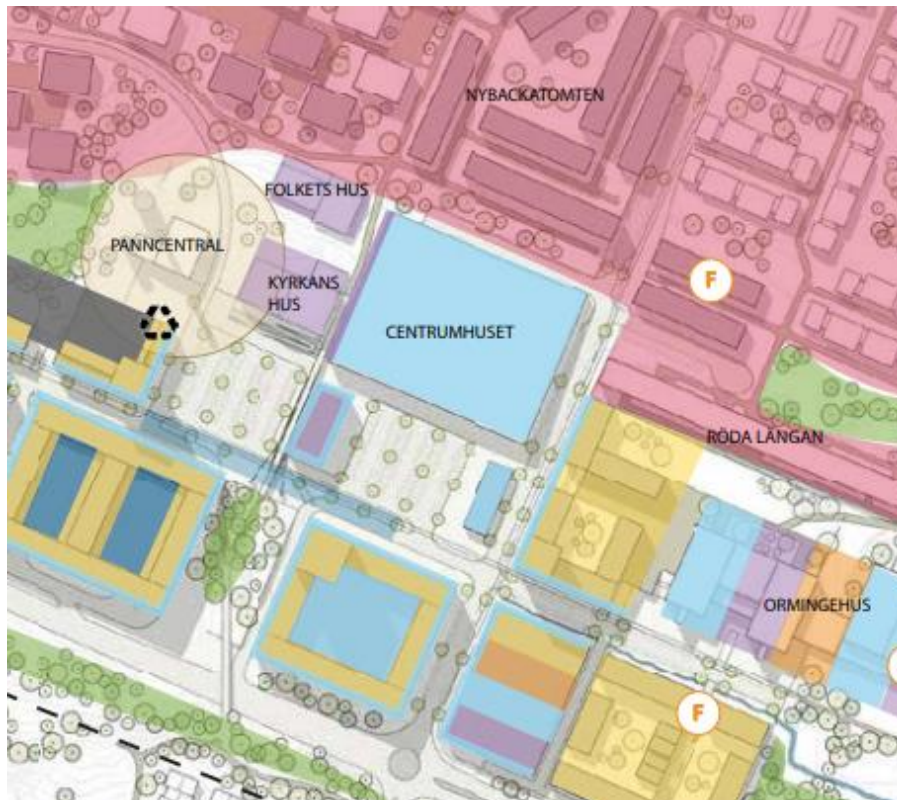 NYBACKATOMTEN
FOLKETS HUS
PANNCENTRAL
F
KYRKANS
HUS
CENTRUMHUSET
RÖDA LÄNGAN
ORMINGEHUS
F